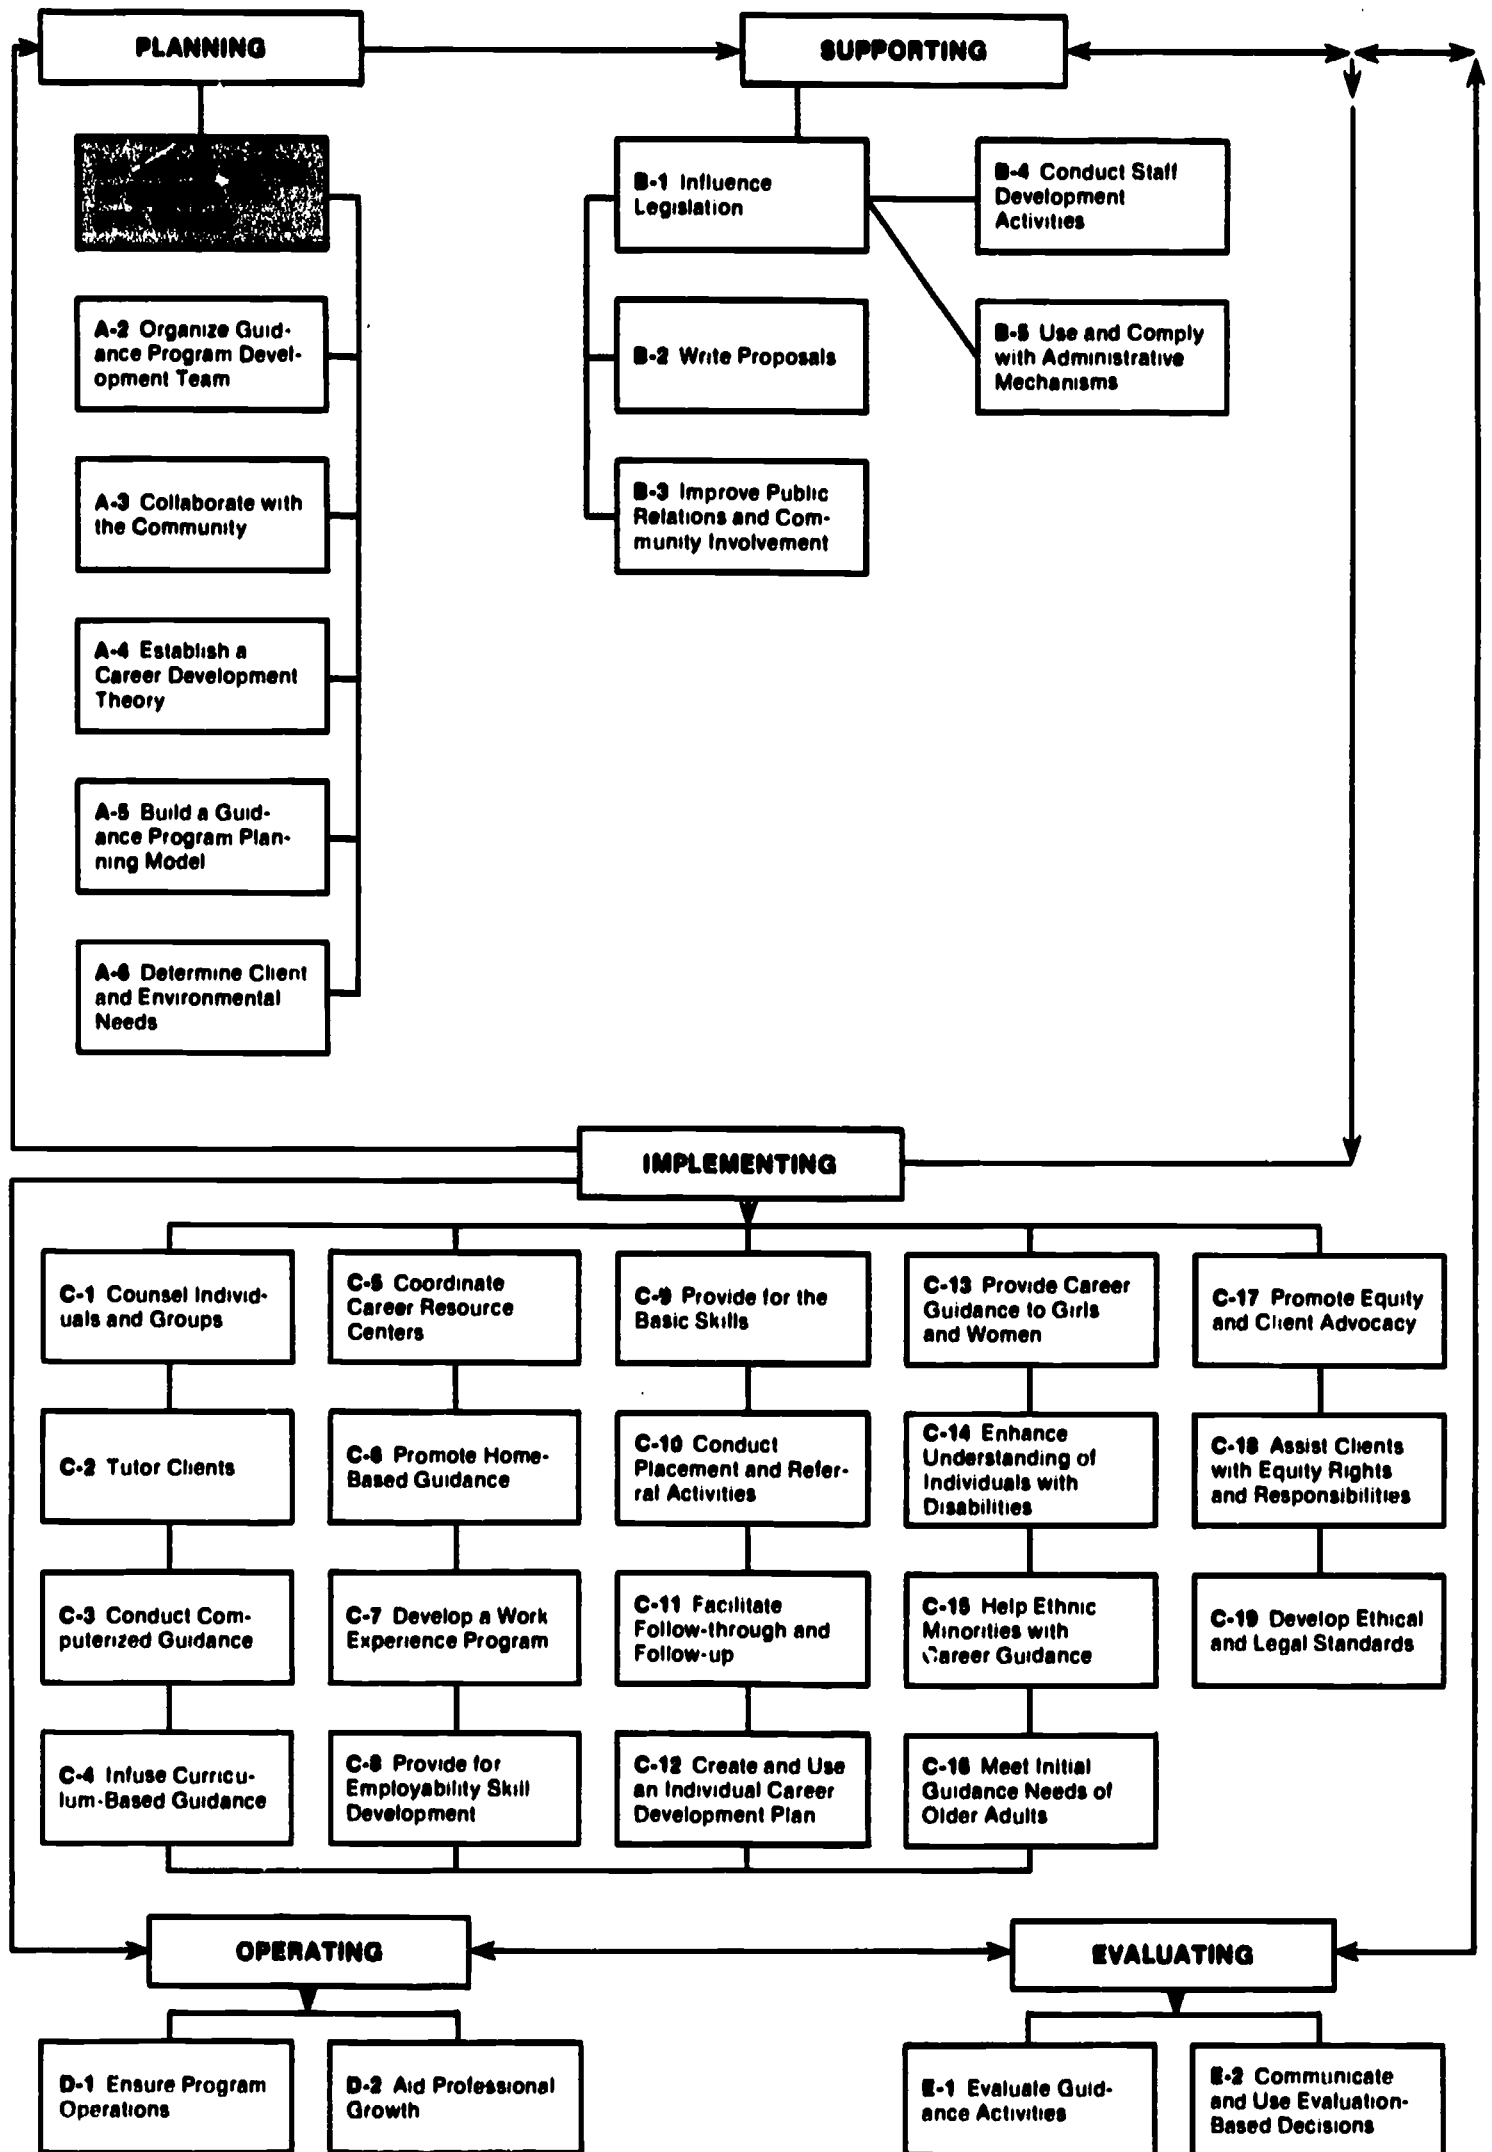 PLANNING
SUPPORTING
A-2 Organize Guid-
ance Program Devel-
opment Team
A-3 Collaborate with
the Community
A-4 Establish a
Career Development
Theory
A-5 Build a Guid-
ance Program Plan-
ning Model
A-6 Determine Client
and Environmental
Needs
B-1 Influence
Legislation
B-2 Write Proposals
B-3 Improve Public
Relations and Com-
munity Involvement
B-4 Conduct Staff
Development
Activities
B-5 Use and Comply
with Administrative
Mechanisms
IMPLEMENTING
C-1 Counsel Individ-
uals and Groups
C-2 Tutor Clients
C-3 Conduct Com-
puterized Guidance
C-4 Infuse Curricu-
lum-Based Guidance
C-5 Coordinate
Career Resource
Centers
C-6 Promote Home-
Based Guidance
C-7 Develop a Work
Experience Program
C-8 Provide for
Employability Skill
Development
C-9 Provide for the
Basic Skills
C-10 Conduct
Placement and Refer-
ral Activities
C-11 Facilitate
Follow-through and
Follow-up
C-12 Create and Use
an Individual Career
Development Plan
C-13 Provide Career
Guidance to Girls
and Women
C-14 Enhance
Understanding of
Individuals with
Disabilities
C-15 Help Ethnic
Minorities with
Career Guidance
C-16 Meet Initial
Guidance Needs of
Older Adults
C-17 Promote Equity
and Client Advocacy
C-18 Assist Clients
with Equity Rights
and Responsibilities
C-19 Develop Ethical
and Legal Standards
OPERATING
EVALUATING
D-1 Ensure Program
Operations
D-2 Aid Professional
Growth
E-1 Evaluate Guid-
ance Activities
E-2 Communicate
and Use Evaluation-
Based Decisions